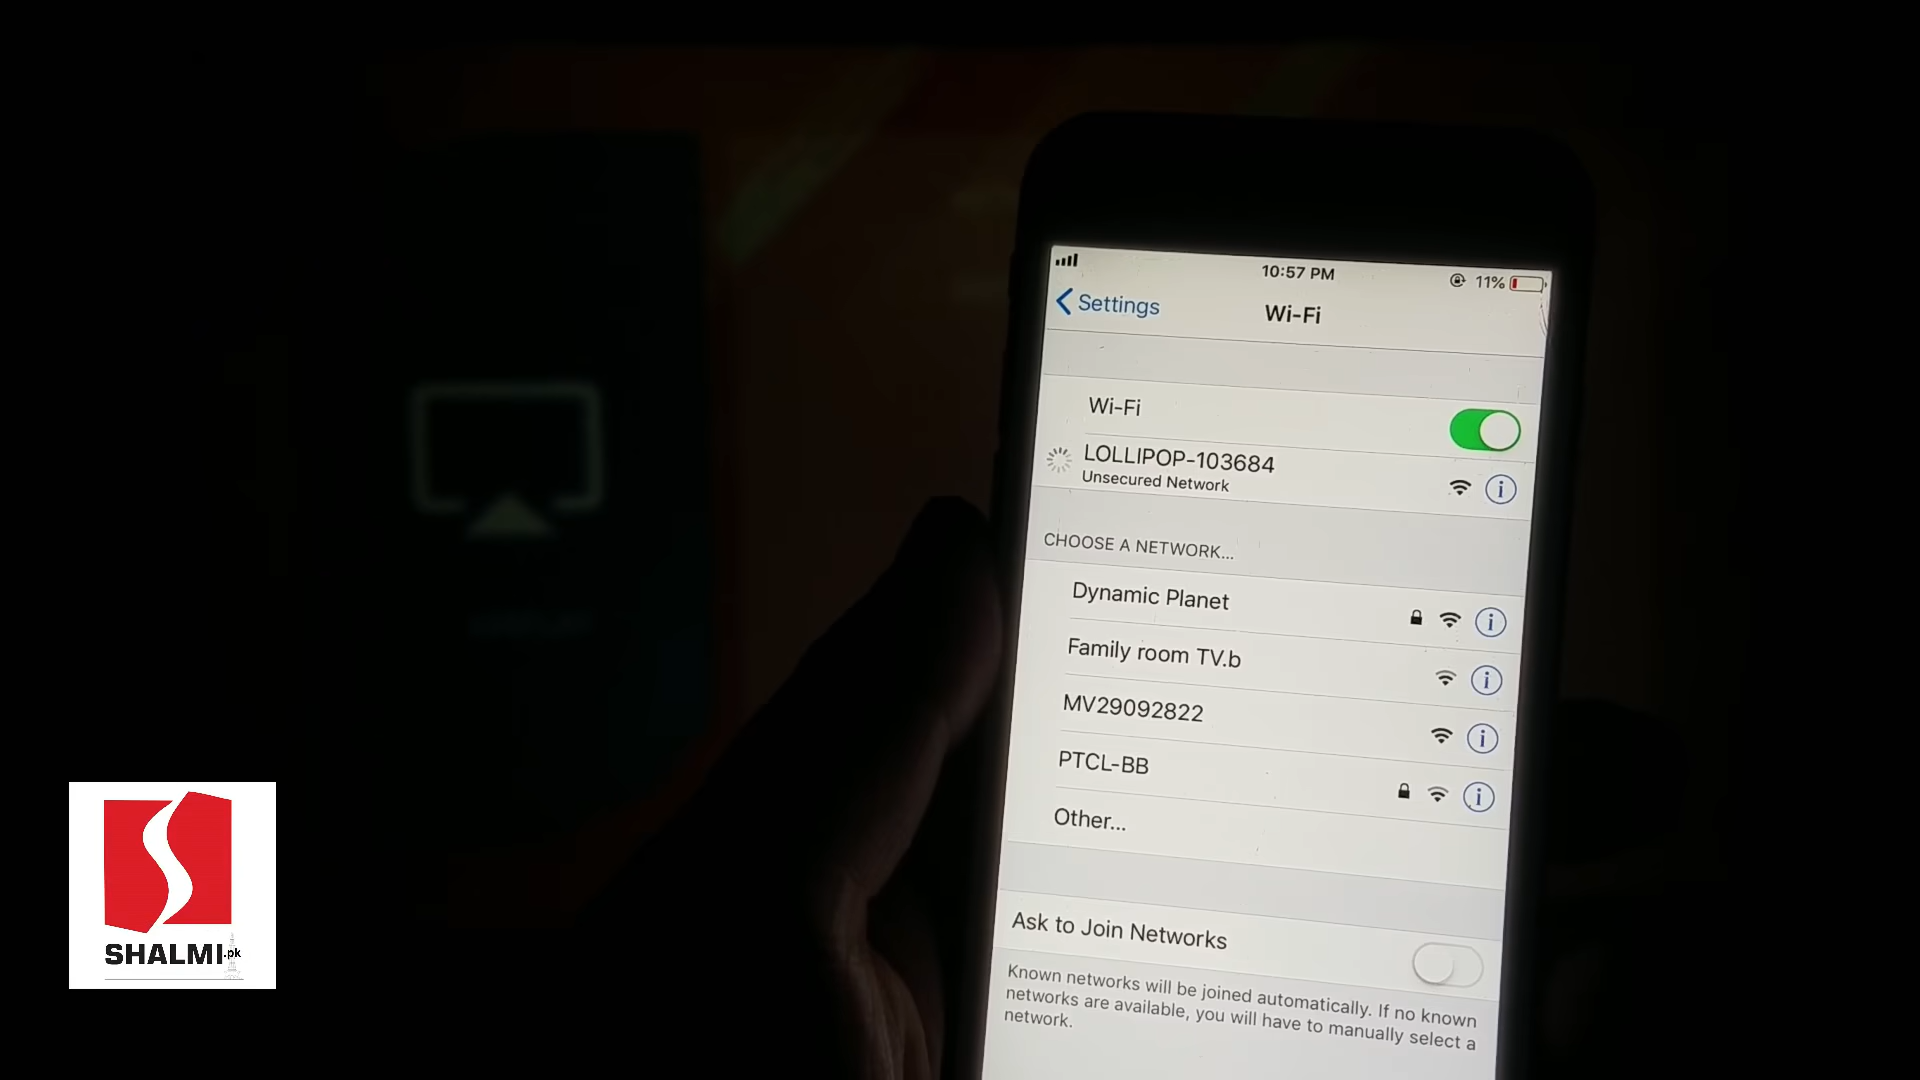 10:57 PM
11%
Settings
Wi-Fi
Wi-Fi
LOLLIPOP-103684
Unsecured Network
CHOOSE A NETWORK...
Dynamic Planet
Family room TV.b
MV29092822
PTCL-BB
Other...
Ask to Join Networks
Known networks will be joined automatically. If no known
networks are available, you will have to manually select a
network.
SHALMI.pk